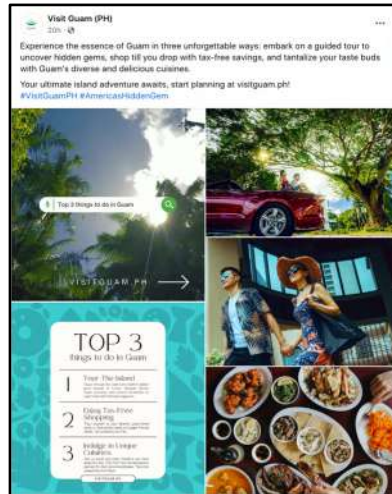 Visit Guam (PH)
20h
Experience the essence of Guam in three unforgettable ways: embark on a guided tour to
uncover hidden gems, shop till you drop with tax-free savings, and tantalize your taste buds
with Guam's diverse and delicious cuisines.
Your ultimate island adventure awaits, start planning at visitguam.ph!
#VisitGuamPH #AmericasHiddenGem
Top 3 things to do in Guam
VISITGUAM.PH
TOP 3
things to do in Guam
1
Tour The Island
2
Enjoy Tax-Free
Shopping
3
Indulge in Unique
Cuisines